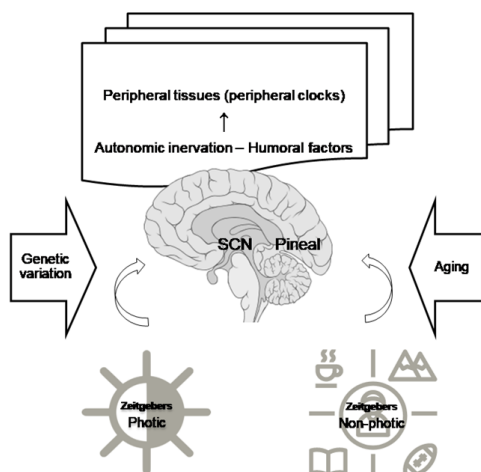 Peripheral tissues (peripheral clocks)
↑
Autonomic inervation – Humoral factors
SCN Pineal
Genetic
variation
Aging
Zeitgebers
Photic
Zeitgebers
Non-photic